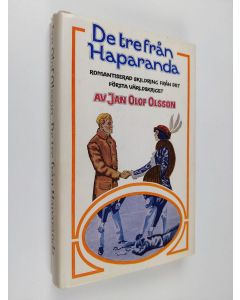 De tre från
Haparanda
ROMANTISERAD SKILDRING FRÅN DET
FÖRSTA VÄRLDSKRIGET
AV JAN OLOF OLSSON